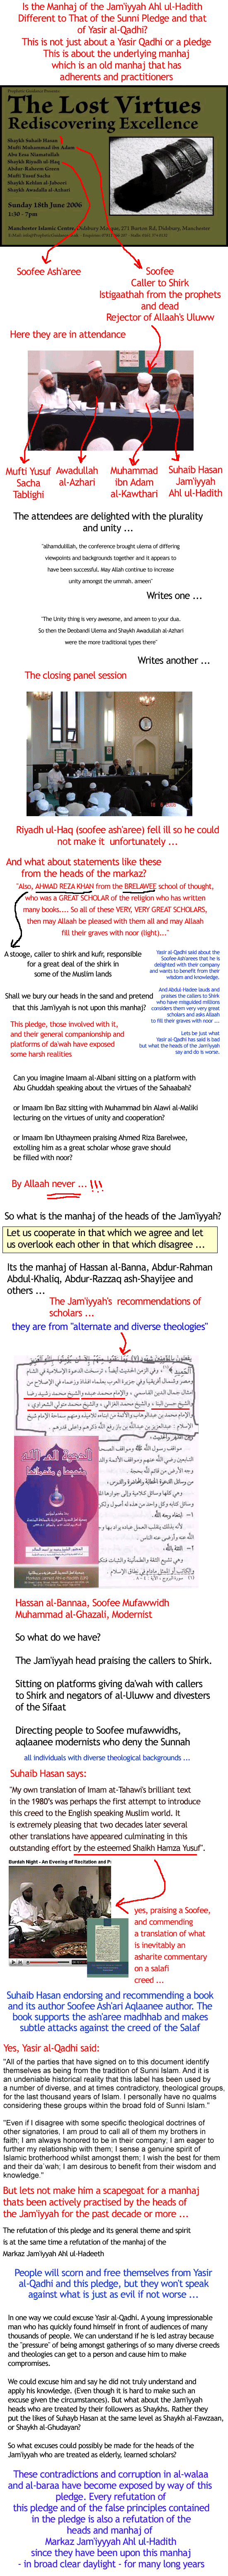 Is the Manhaj of the Jam'iyyah Ahl ul-Hadith
Different to That of the Sunni Pledge and that
of Yasir al-Qadhi?
This is not just about a Yasir Qadhi or a pledge
This is about the underlying manhaj
which is an old manhaj that has
adherents and practitioners
The Lost Virtues
Rediscovering Excellence
Shaykh Suhaib Hasan
Mufti Muhammad ibn Adam
Abu Eesa Niamatullah
Shaykh Riyadh ul-Haq
Abdur-Raheem Green
Mufti Yusuf Sacha
Shaykh Awadalla al-Azhari
Sunday 18th June 2006
1:30 - 7pm
Soofee Ash'aree
Soofee
Caller to Shirk
Istigaathah from the prophets
and dead
Rejector of Allaah's Uluww
Here they are in attendance
Mufti Yusuf
Sacha
Tablighi
Awadullah
al-Azhari
Muhammad
ibn Adam
al-Kawthari
Suhaib Hasan
Jam'iyyah
Ahl ul-Hadith
The attendees are delighted with the plurality
and unity ...
"alhamdulillah, the conference brought ulema of differing
viewpoints and backgrounds together and it appears to
have been successful. May Allah continue to increase
unity amongst the ummah. ameen"
Writes one ...
"The Unity thing is very awesome, and ameen to your dua.
So then the Deobandi Ulema and Shaykh Awadullah al-Azhari
were the more traditional types there"
Writes another ...
The closing panel session
Riyadh ul-Haq (soofee ash'aree) fell ill so he could
not make it unfortunately ...
And what about statements like these
from the heads of the markaz?
"Also, AHMAD REZA KHAN from the BRELAWEE school of thought,
who was a GREAT SCHOLAR of the religion who has written
many books.... So all of these VERY, VERY GREAT SCHOLARS,
then may Allaah be pleased with them all and may Allaah
fill their graves with noor (light)..."
A stooge, caller to shirk and kufr, responsible
for a great deal of the shirk in
some of the Muslim lands
Shall we bury our heads in the sand and pretend
that the Jamiyyah is not upon this manhaj?
This pledge, those involved with it,
and their general companionship and
platforms of da'wah have exposed
some harsh realities
Yasir al-Qadhi said about the
Soofee Ash'arees that he is
delighted with their company
and wants to benefit from their
wisdom and knowledge.
And Abdul-Hadee lauds and
praises the callers to Shirk
who have misguided millions
considers them very very great
scholars and asks Allaah
to fill their graves with noor ...
Lets be just what
Yasir al Qadhi has said is bad
but what the heads of the Jam'iyyah
say and do is worse.
Can you imagine Imam al-Albani sitting on a platform with
Abu Ghuddah speaking about the virtues of the Sahaabah?
or Imaam Ibn Baz sitting with Muhammad bin Alawi al-Maliki
lecturing on the virtues of unity and cooperation?
or Imaam Ibn Uthaymeen praising Ahmed Riza Barelwee,
extolling him as a great scholar whose grave should
be filled with noor?
By Allaah never ... !!!
So what is the manhaj of the heads of the Jam'iyyah?
Let us cooperate in that which we agree and let
us overlook each other in that which disagree ...
Its the manhaj of Hassan al-Banna, Abdur-Rahman
Abdul-Khaliq, Abdur-Razzaq ash-Shayijee and
others ...
The Jam'iyyah's recommendations of
scholars ...
they are from "alternate and diverse theologies"
Hassan al-Bannaa, Soofee Mufawwidh
Muhammad al-Ghazali, Modernist
So what do we have?
The Jam'iyyah head praising the callers to Shirk.
Sitting on platforms giving da'wah with callers
to Shirk and negators of al-Uluww and divesters
of the Sifaat
Directing people to Soofee mufawwidhs,
aqlaanee modernists who deny the Sunnah
all individuals with diverse theological backgrounds ...
Suhaib Hasan says:
"My own translation of Imam at-Tahawi's brilliant text
in the 1980's was perhaps the first attempt to introduce
this creed to the English speaking Muslim world. It
is extremely pleasing that two decades later several
other translations have appeared culminating in this
outstanding effort by the esteemed Shaikh Hamza Yusuf".
Burdah Night - An Evening of Recitation and P
yes, praising a Soofee,
and commending
a translation of what
is inevitably an
asharite commentary
on a salafi
creed ...
Suhaib Hasan endorsing and recommending a book
and its author Soofee Ash'ari Aqlaanee author. The
book supports the ash'aree madhhab and makes
subtle attacks against the creed of the Salaf
Yes, Yasir al-Qadhi said:
"All of the parties that have signed on to this document identify
themselves as being from the tradition of Sunni Islam. And it is
an undeniable historical reality that this label has been used by
a number of diverse, and at times contradictory, theological groups,
for the last thousand years of Islam. I personally have no qualms
considering these groups within the broad fold of Sunni Islam."
"Even if I disagree with some specific theological doctrines of
other signatories, I am proud to call all of them my brothers in
faith; I am always honored to be in their company; I am eager to
further my relationship with them; I sense a genuine spirit of
Islamic brotherhood whilst amongst them; I wish the best for them
and their da'wah; I am desirous to benefit from their wisdom and
knowledge."
But lets not make him a scapegoat for a manhaj
thats been actively practised by the heads of
the Jam'iyyah for the past decade or more ...
The refutation of this pledge and its general theme and spirit
Is at the same time a refutation of the manhaj of the
Markaz Jam'iyyah Ahl ul-Hadeeth
People will scorn and free themselves from Yasir
al-Qadhi and this pledge, but they won't speak
against what is just as evil if not worse ...
In one way we could excuse Yasir al-Qadhi. A young impressionable
man who has quickly found himself in front of audiences of many
thousands of people. We can understand if he is led astray because
the "pressure" of being amongst gatherings of so many diverse creeds
and theologies can get to a person and cause him to make
compromises.
We could excuse him and say he did not truly understand and
apply his knowledge. (Even though it is hard to make such an
excuse given the circumstances). But what about the Jam'iyyah
heads who are treated by their followers as Shaykhs. Rather they
put the likes of Suhayb Hasan at the same level as Shaykh al-Fawzaan,
or Shaykh al-Ghudayan?
So what excuses could possibly be made for the heads of the
Jam'iyyah who are treated as elderly, learned scholars?
These contradictions and corruption in al-walaa
and al-baraa have become exposed by way of this
pledge. Every refutation of
this pledge and of the false principles contained
in the pledge is also a refutation of the
heads and manhaj of
Markaz Jam'iyyyah Ahl ul-Hadith
since they have been upon this manhaj
- in broad clear daylight - for many long years